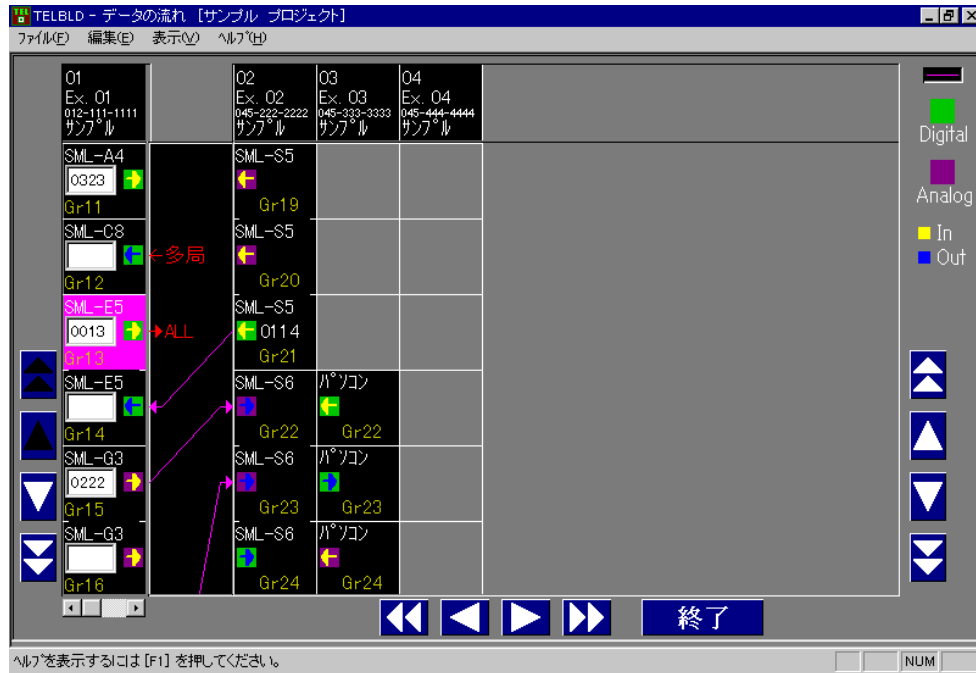 TEL
TELBLD - データの流れ [サンプル プロジェクト]
ファイル(F) 編集(E) 表示(V) ヘルプ(H)
01
Ex. 01
012-111-1111
サンプル
02
Ex. 02
045-222-2222
サンプル
03
Ex. 03
045-333-3333
サンプル
04
Ex. 04
045-444-4444
サンプル
Digital
Analog
In
Out
SML-A4
0323
Gr11
SML-S5
Gr19
SML-C8
Gr12
←多局
SML-S5
Gr20
SML-E5
0013
Gr13
→ALL
SML-S5
0114
Gr21
SML-E5
Gr14
SML-S6
Gr22
パソコン
Gr22
SML-G3
0222
Gr15
SML-S6
Gr23
パソコン
Gr23
SML-G3
Gr16
SML-S6
Gr24
パソコン
Gr24
終了
ヘルプを表示するには [F1] を押してください。
NUM